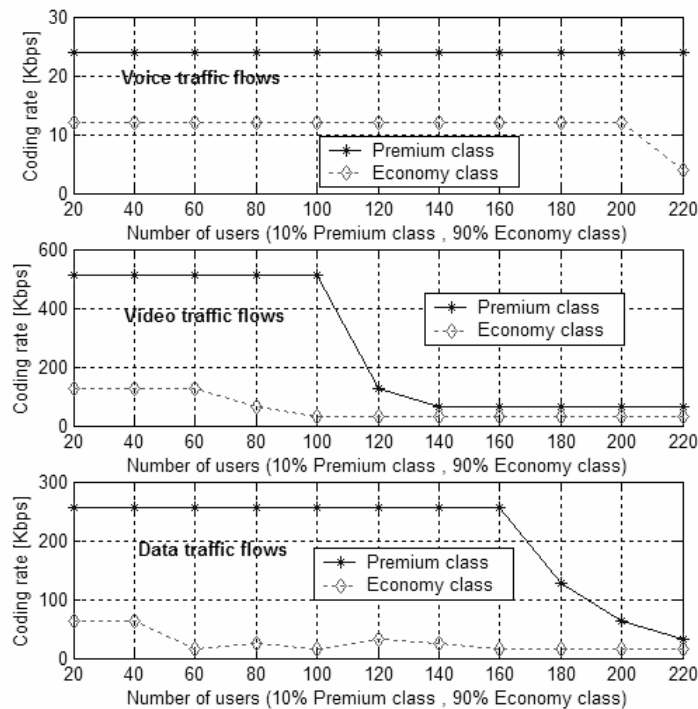 30
20
10
0
Coding rate [Kbps]
Voice traffic flows
Premium class
Economy class
20 40 60 80 100 120 140 160 180 200 220
Number of users (10% Premium class , 90% Economy class)
600
400
200
0
Coding rate [Kbps]
Video traffic flows
Premium class
Economy class
20 40 60 80 100 120 140 160 180 200 220
Number of users (10% Premium class , 90% Economy class)
300
200
100
0
Coding rate [Kbps]
Data traffic flows
Premium class
Economy class
20 40 60 80 100 120 140 160 180 200 220
Number of users (10% Premium class , 90% Economy class)